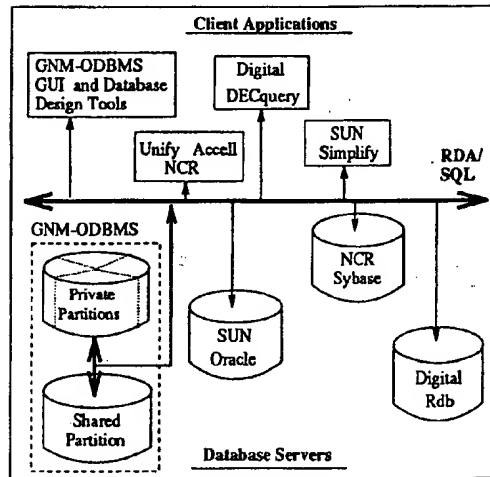 Client Applications
GNM-ODBMS
GUI and Database
Design Tools
Digital
DECquery
Unify Accell
NCR
SUN
Simplify
RDA/
SQL
GNM-ODBMS
Private
Partitions
NCR
Sybase
SUN
Oracle
Shared
Partition
Digital
Rdb
Database Servers